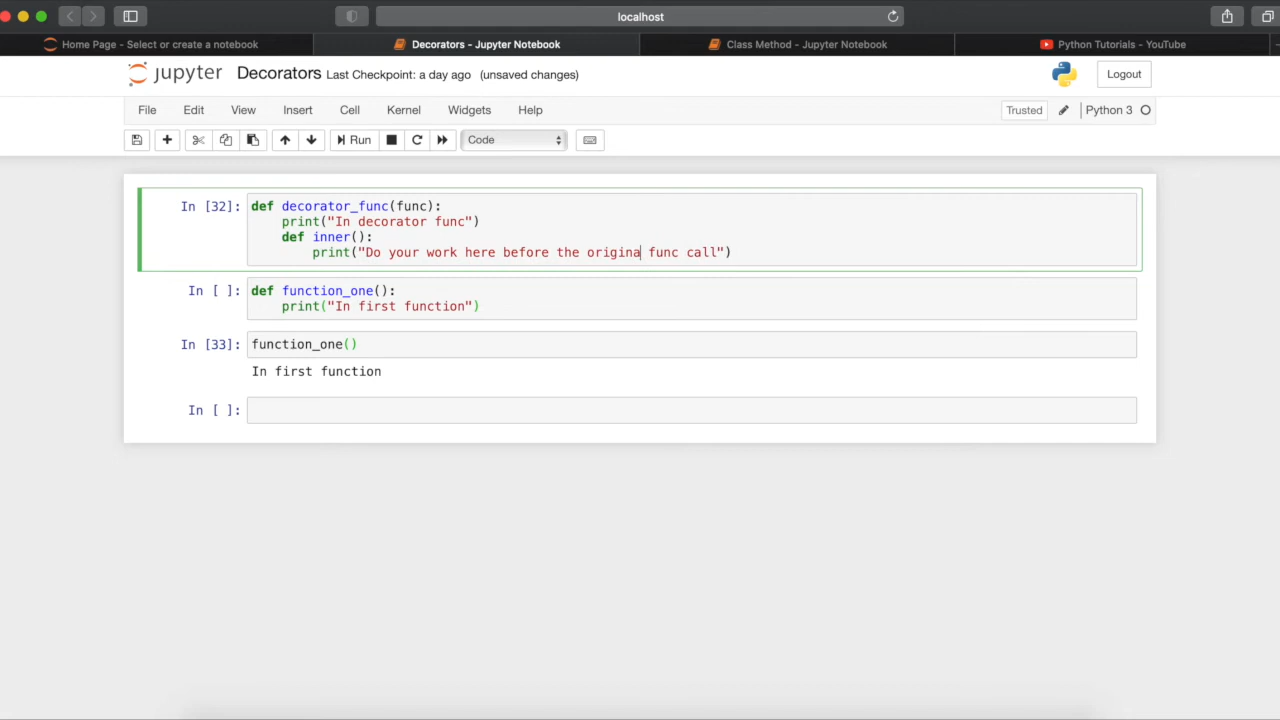 localhost
Home Page - Select or create a notebook
Decorators - Jupyter Notebook
Class Method - Jupyter Notebook
Python Tutorials - YouTube
jupyter Decorators Last Checkpoint: a day ago (unsaved changes)
Logout
File Edit View Insert Cell Kernel Widgets Help
Trusted
Python 3
Run
Code
In [32]: def decorator_func(func):
print("In decorator func")
def inner():
print("Do your work here before the origina func call")
In [ ]: def function_one():
print("In first function")
In [33]: function_one()
In first function
In [ ]: